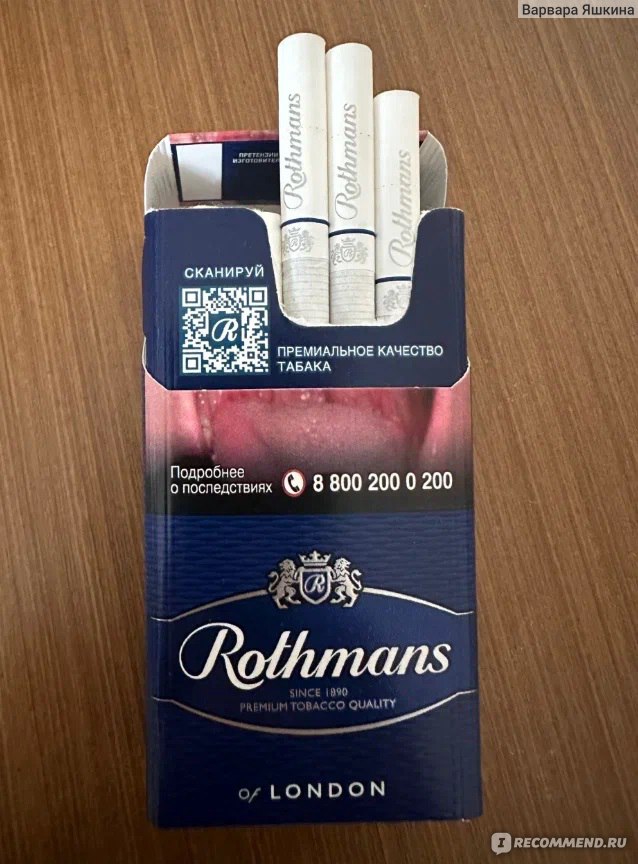 Варвара Яшкина
ПРЕТЕНЗИИ
ИЗГОТОВИТЕЛ
Rothmans
Rothmans
Rothmans
СКАНИРУЙ
R
ПРЕМИАЛЬНОЕ КАЧЕСТВО
ТАБАКА
Подробнее
о последствиях
8 800 200 0 200
R
Rothmans
SINCE 1890
PREMIUM TOBACCO QUALITY
of LONDON
I RECOMMEND.RU